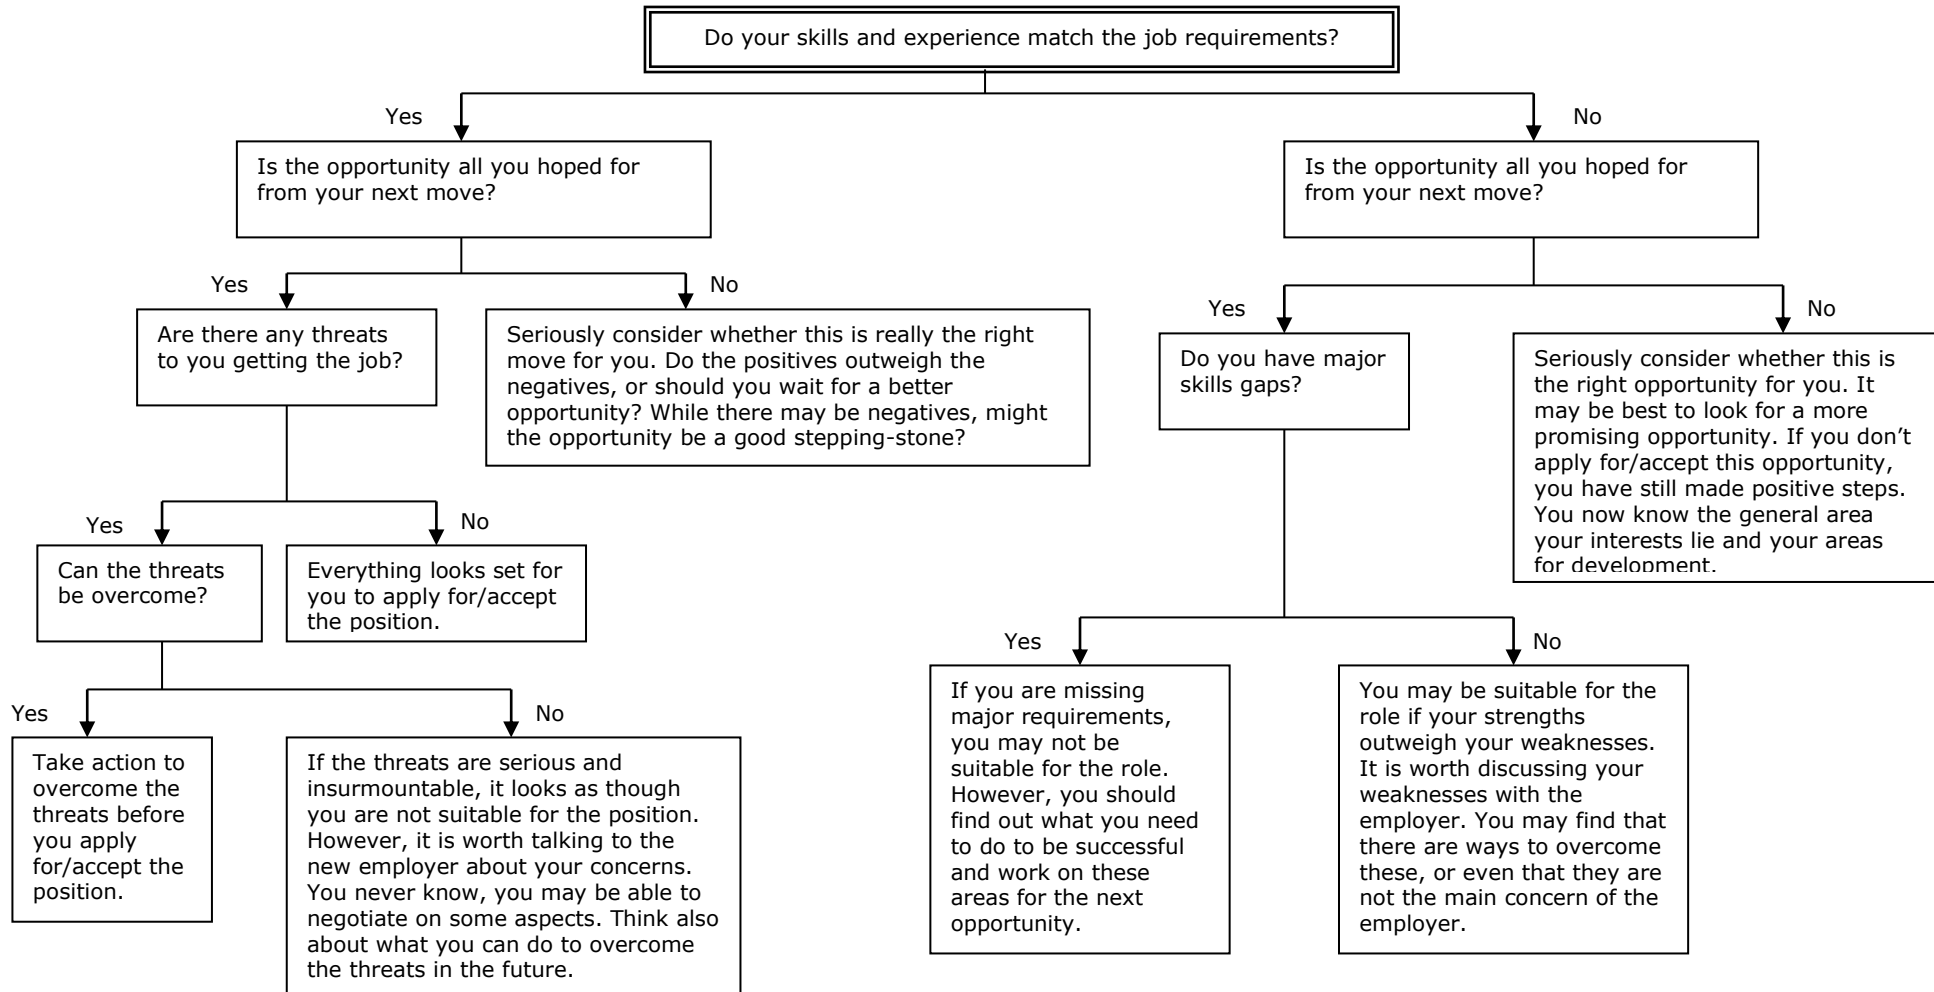 Do your skills and experience match the job requirements?
Yes
No
Is the opportunity all you hoped for
from your next move?
Is the opportunity all you hoped for
from your next move?
Yes
No
Yes
No
Are there any threats
to you getting the job?
Seriously consider whether this is really the right
move for you. Do the positives outweigh the
negatives, or should you wait for a better
opportunity? While there may be negatives, might
the opportunity be a good stepping-stone?
Do you have major
skills gaps?
Seriously consider whether this is
the right opportunity for you. It
may be best to look for a more
promising opportunity. If you don’t
apply for/accept this opportunity,
you have still made positive steps.
You now know the general area
your interests lie and your areas
for development.
Yes
No
Can the threats
be overcome?
Everything looks set for
you to apply for/accept
the position.
Yes
No
Yes
No
Take action to
overcome the
threats before
you apply
for/accept the
position.
If the threats are serious and
insurmountable, it looks as though
you are not suitable for the position.
However, it is worth talking to the
new employer about your concerns.
You never know, you may be able to
negotiate on some aspects. Think also
about what you can do to overcome
the threats in the future.
If you are missing
major requirements,
you may not be
suitable for the role.
However, you should
find out what you need
to do to be successful
and work on these
areas for the next
opportunity.
You may be suitable for the
role if your strengths
outweigh your weaknesses.
It is worth discussing your
weaknesses with the
employer. You may find that
there are ways to overcome
these, or even that they are
not the main concern of the
employer.